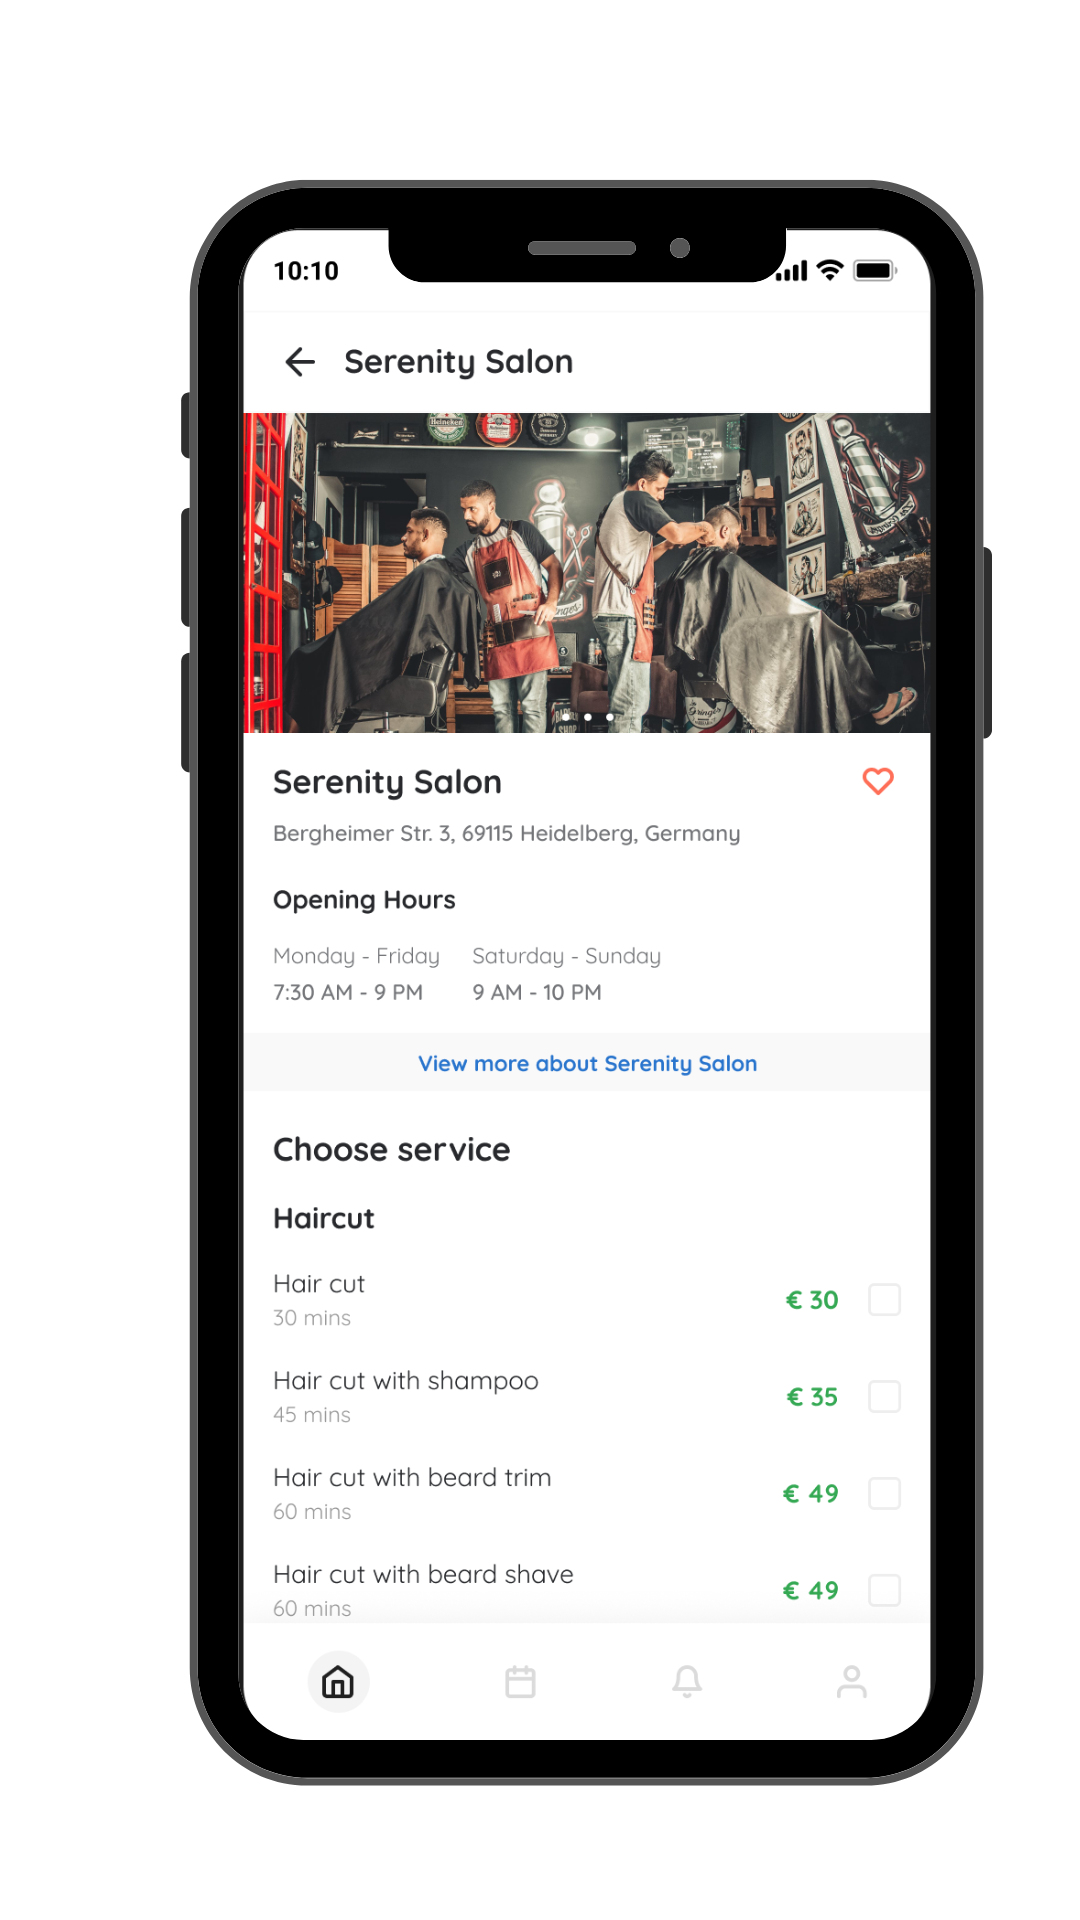 10:10
Serenity Salon
Heineken
Serenity Salon
Bergheimer Str. 3, 69115 Heidelberg, Germany
Opening Hours
Monday - Friday Saturday - Sunday
7:30 AM - 9 PM 9 AM - 10 PM
View more about Serenity Salon
Choose service
Haircut
Hair cut
€ 30
30 mins
Hair cut with shampoo
€ 35
45 mins
Hair cut with beard trim
€ 49
60 mins
Hair cut with beard shave
€ 49
60 mins